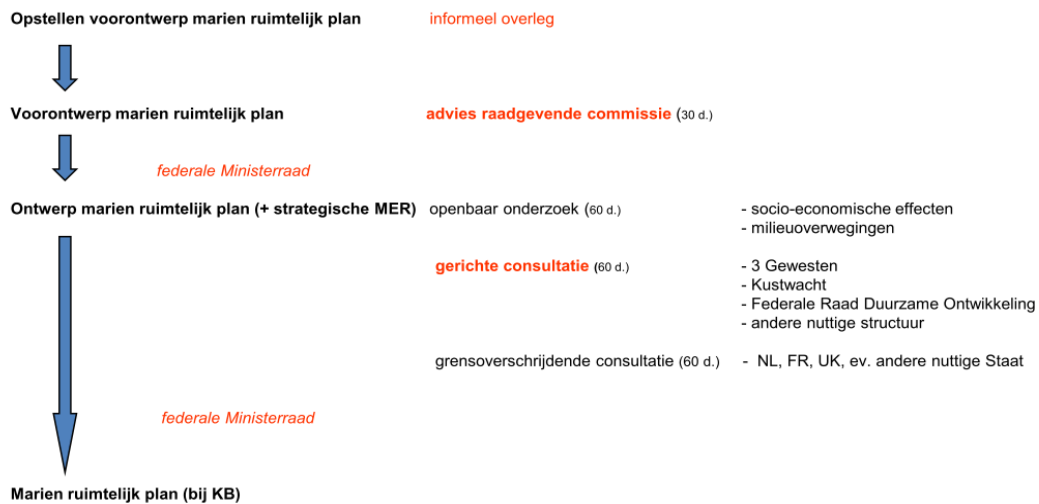 Opstellen voorontwerp marien ruimtelijk plan informeel overleg
Voorontwerp marien ruimtelijk plan advies raadgevende commissie (30 d.)
federale Ministerraad
Ontwerp marien ruimtelijk plan (+ strategische MER) openbaar onderzoek (60 d.) - socio-economische effecten
- milieuoverwegingen
gerichte consultatie (60 d.) - 3 Gewesten
- Kustwacht
- Federale Raad Duurzame Ontwikkeling
- andere nuttige structuur
grensoverschrijdende consultatie (60 d.) - NL, FR, UK, ev. andere nuttige Staat
federale Ministerraad
Marien ruimtelijk plan (bij KB)